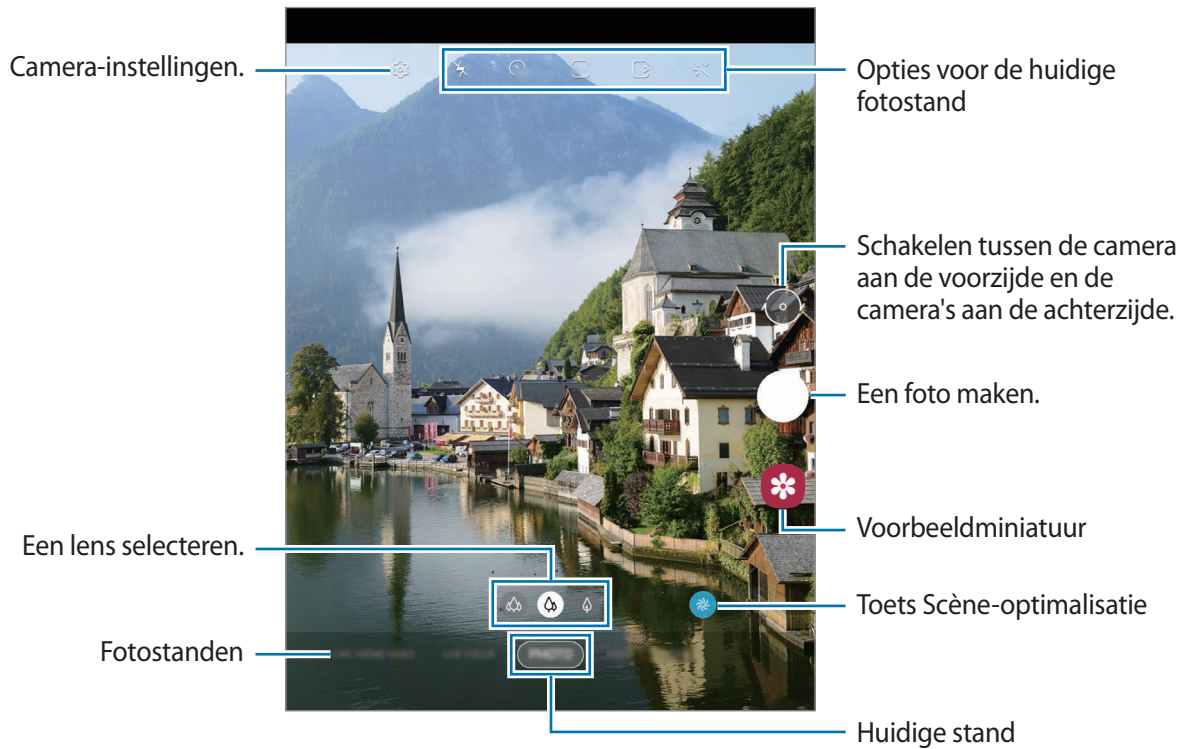 Camera-instellingen.
Opties voor de huidige
fotostand
Schakelen tussen de camera
aan de voorzijde en de
camera's aan de achterzijde.
Een foto maken.
Voorbeeldminiatuur
Een lens selecteren.
Toets Scène-optimalisatie
Fotostanden
PHOTO
Huidige stand